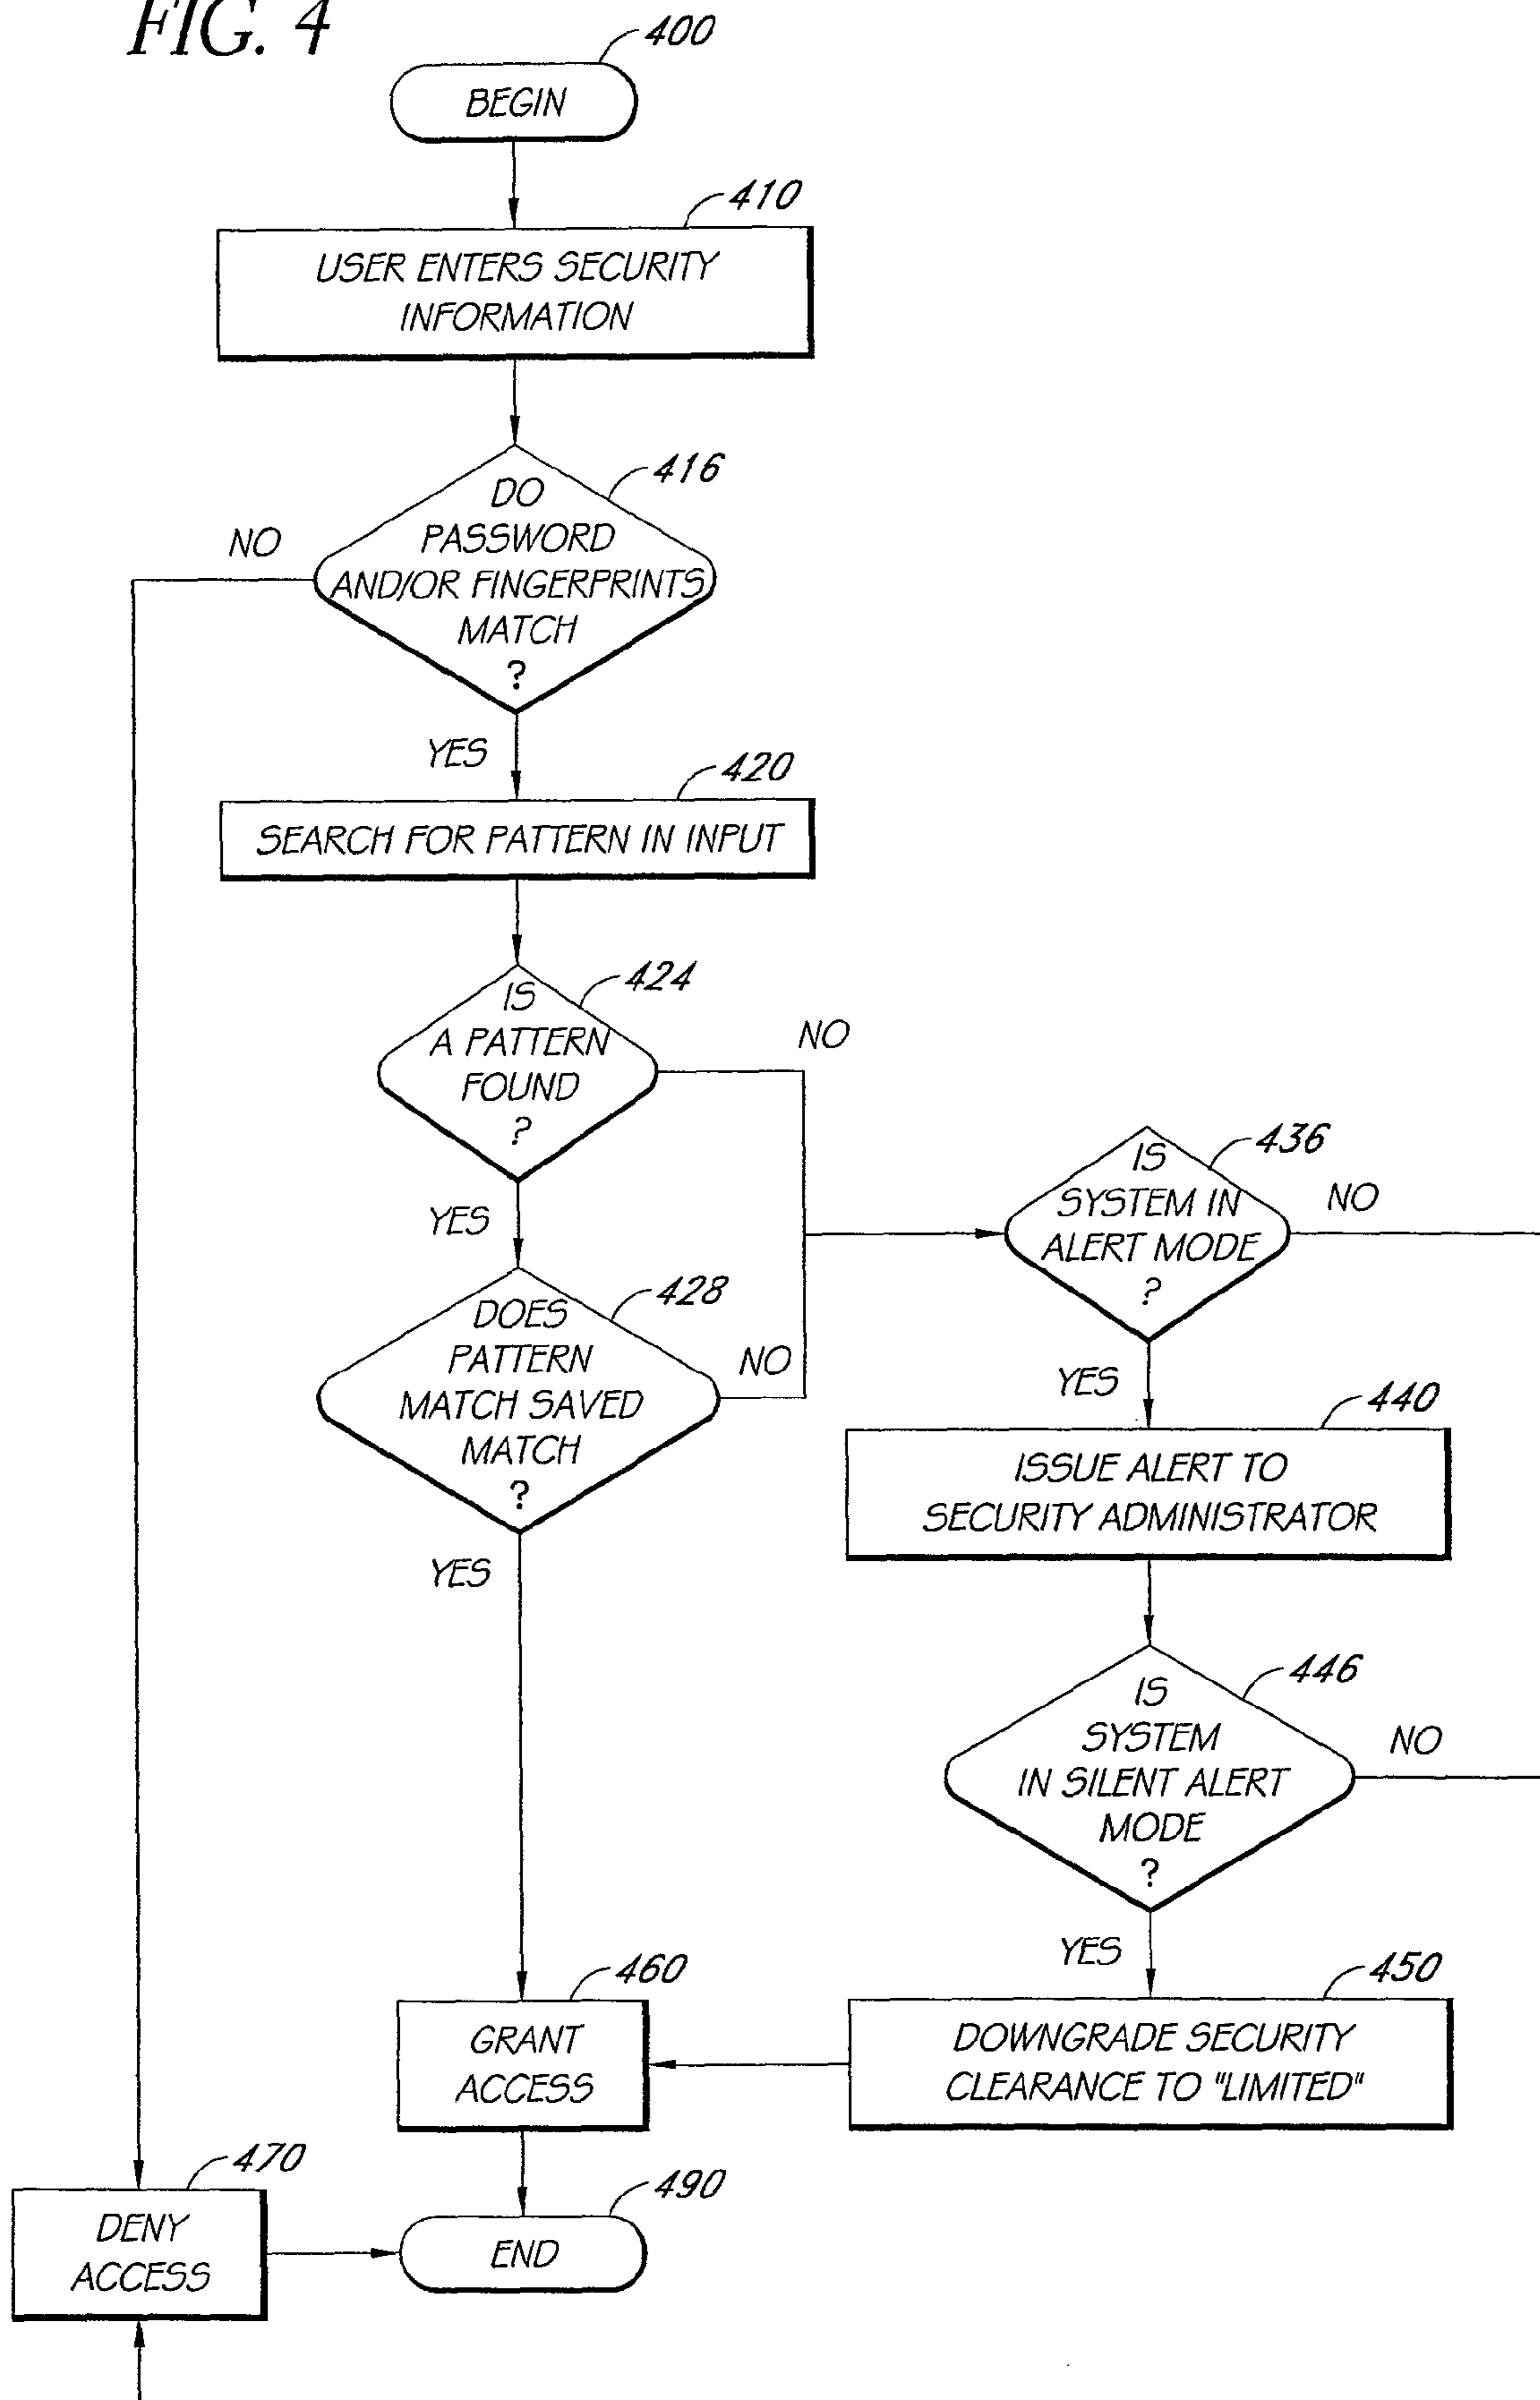 FIG. 4
400
BEGIN
410
USER ENTERS SECURITY
INFORMATION
416
DO
PASSWORD
AND/OR FINGERPRINTS
MATCH
?
NO
YES
420
SEARCH FOR PATTERN IN INPUT
424
IS
A PATTERN
FOUND
?
NO
YES
428
DOES
PATTERN
MATCH SAVED
MATCH
?
NO
YES
436
IS
SYSTEM IN
ALERT MODE
?
NO
YES
440
ISSUE ALERT TO
SECURITY ADMINISTRATOR
446
IS
SYSTEM
IN SILENT ALERT
MODE
?
NO
YES
450
DOWNGRADE SECURITY
CLEARANCE TO "LIMITED"
460
GRANT
ACCESS
470
DENY
ACCESS
490
END